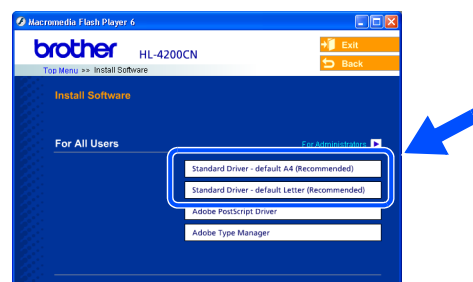 Macromedia Flash Player 6
brother HL-4200CN
Exit
Back
Top Menu >> Install Software
Install Software
For All Users
For Administrators
Standard Driver - default A4 (Recommended)
Standard Driver - default Letter (Recommended)
Adobe PostScript Driver
Adobe Type Manager